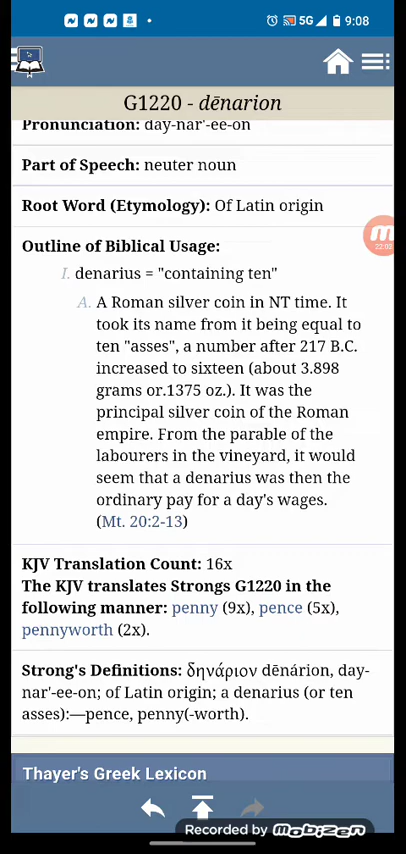 5G 9:08
G1220 - dēnarion
Pronunciation: day-nar'-ee-on
Part of Speech: neuter noun
Root Word (Etymology): Of Latin origin
22:03
Outline of Biblical Usage:
I. denarius = "containing ten"
A. A Roman silver coin in NT time. It
took its name from it being equal to
ten "asses", a number after 217 B.C.
increased to sixteen (about 3.898
grams or.1375 oz.). It was the
principal silver coin of the Roman
empire. From the parable of the
labourers in the vineyard, it would
seem that a denarius was then the
ordinary pay for a day's wages.
(Mt. 20:2-13)
KJV Translation Count: 16x
The KJV translates Strongs G1220 in the
following manner: penny (9x), pence (5x),
pennyworth (2x).
Strong's Definitions: δηνάριον dēnárion, day-
nar'-ee-on; of Latin origin; a denarius (or ten
asses):—pence, penny(-worth).
Thayer's Greek Lexicon
Recorded by mobizen